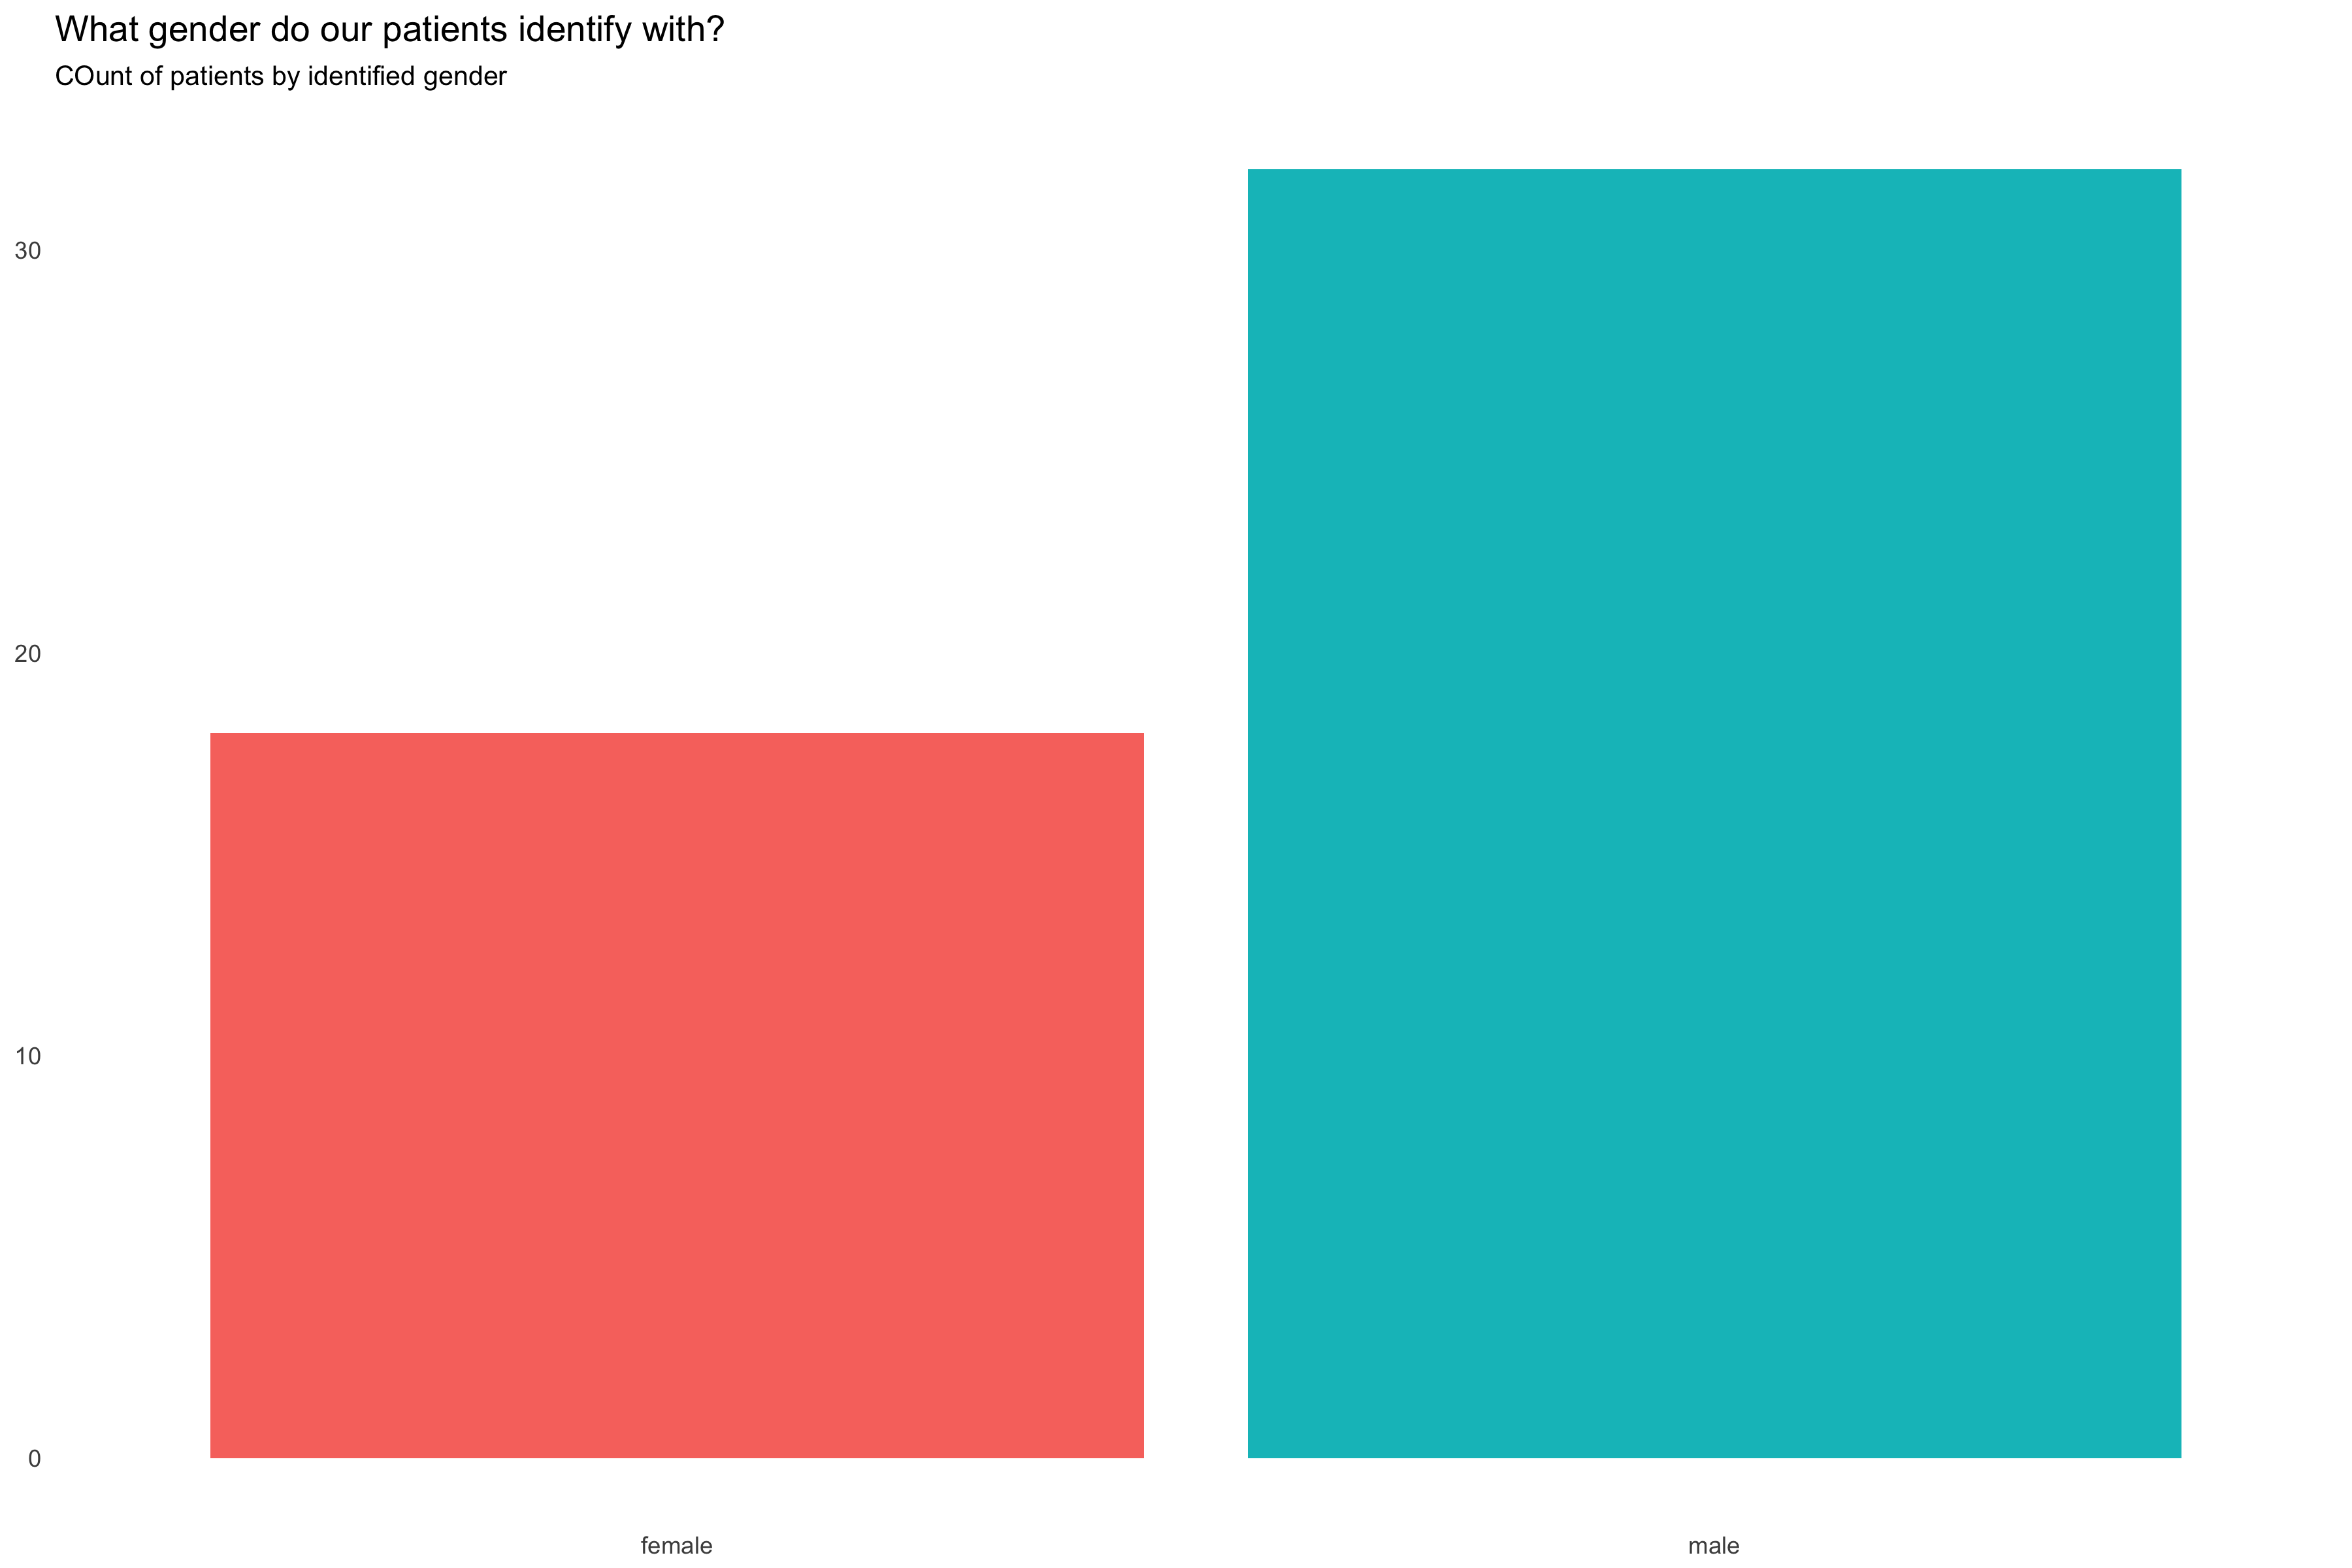 What gender do our patients identify with?
COunt of patients by identified gender
30
20
10
0
female
male